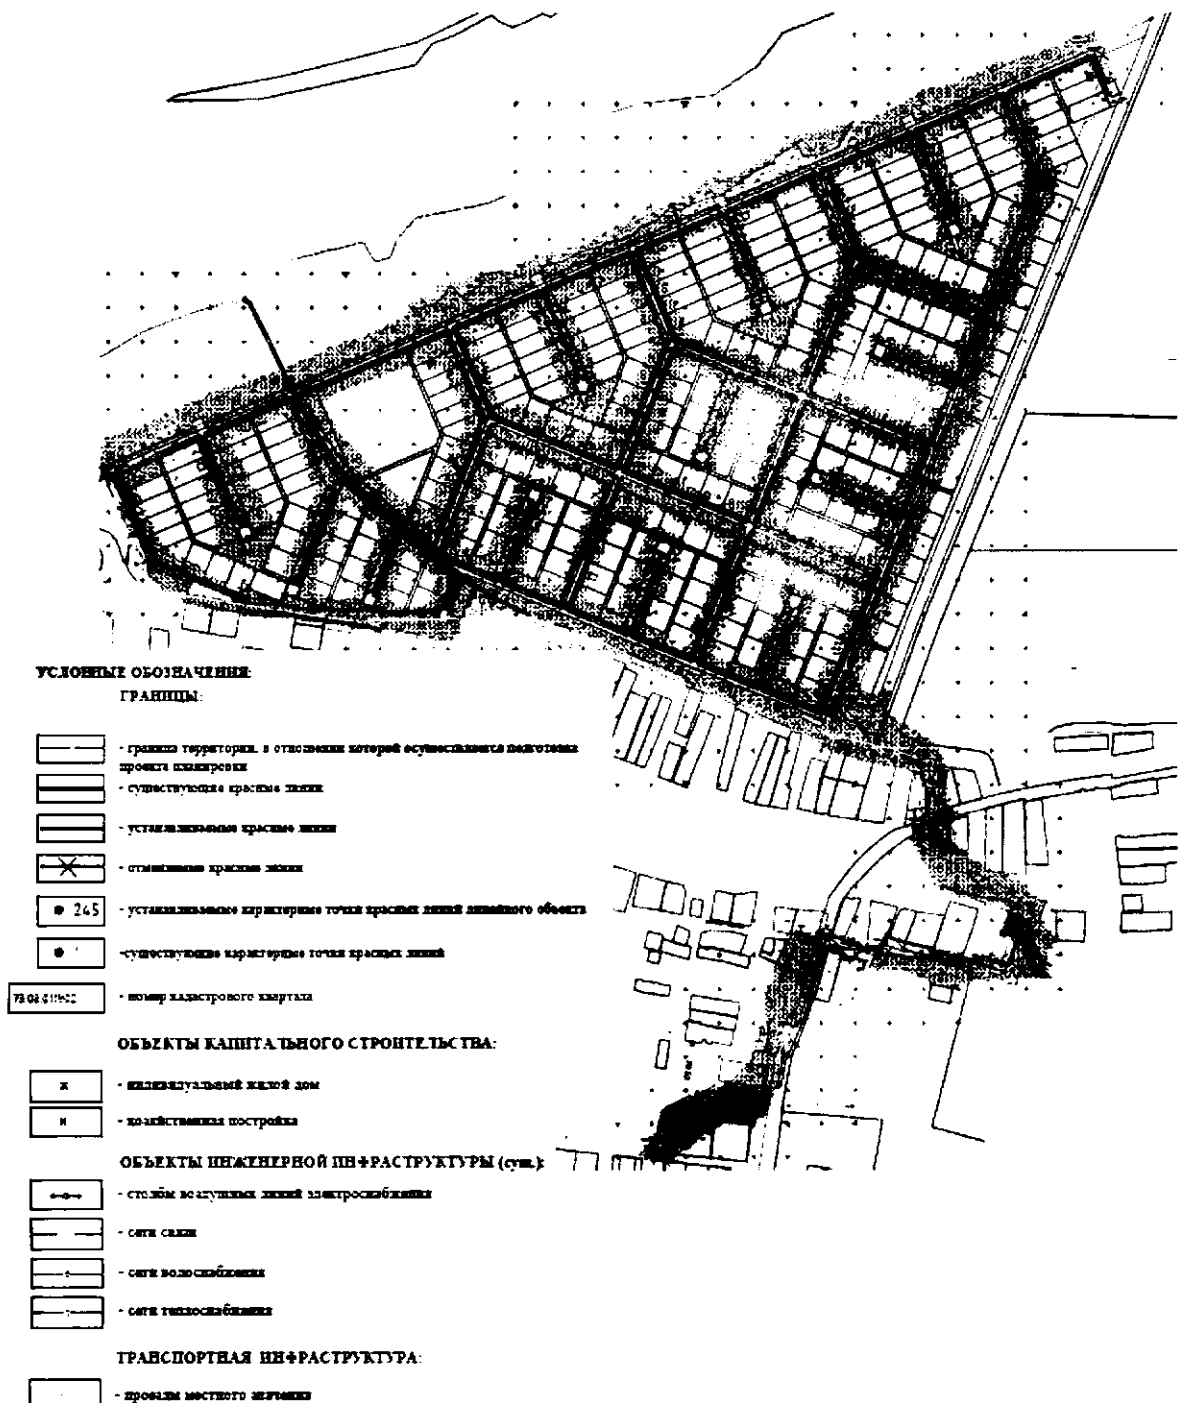 УСЛОВНЫЕ ОБОЗНАЧЕНИЯ:
ГРАНИЦЫ:
- граница территории, в отношении которой осуществляется подготовка
проекта планировки
- существующие красные линии
- устанавливаемые красные линии
- отменяемые красные линии
245
- устанавливаемые характерные точки красных линий линейного объекта
-существующие характерные точки красных линий
- номер кадастрового квартала
ОБЪЕКТЫ КАПИТАЛЬНОГО СТРОИТЕЛЬСТВА:
ж
- индивидуальный жилой дом
н
- хозяйственная постройка
ОБЪЕКТЫ ИНЖЕНЕРНОЙ ИНФРАСТРУКТУРЫ (сущ.):
- столбы воздушных линий электроснабжения
- сети связи
- сети водоснабжения
- сети теплоснабжения
ТРАНСПОРТНАЯ ИНФРАСТРУКТУРА:
- проезды местного значения